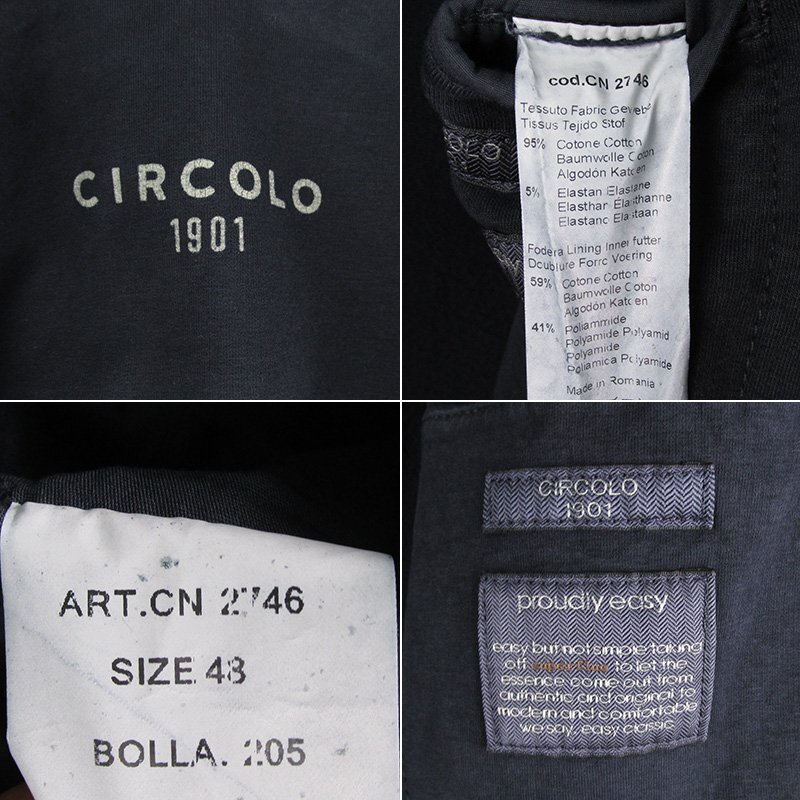 CIRCOLO
1901
cod.CN 2746
Tessuto Fabric Gewebe
Tissus Tejido Stof
95% Cotone Cotton
Baumwolle Coton
Algodón Katoen
5% Elastan Elastane
Elasthan Elasthanne
Elastano Elastaan
Fodera Lining Innenfutter
Doublure Forro Voering
59% Cotone Cotton
Baumwolle Coton
Algodón Katoen
41% Poliammide
Polyamide Polyamid
Polyamide
Poliamica Polyamide
Made in Romania
OLO
ART.CN 2746
SIZE 48
BOLLA. 205
CIRCOLO
1901
proudly easy
easy but not simple taking
off to let the
essence come out from
authentic and original to
modern and comfortable
we say easy classic